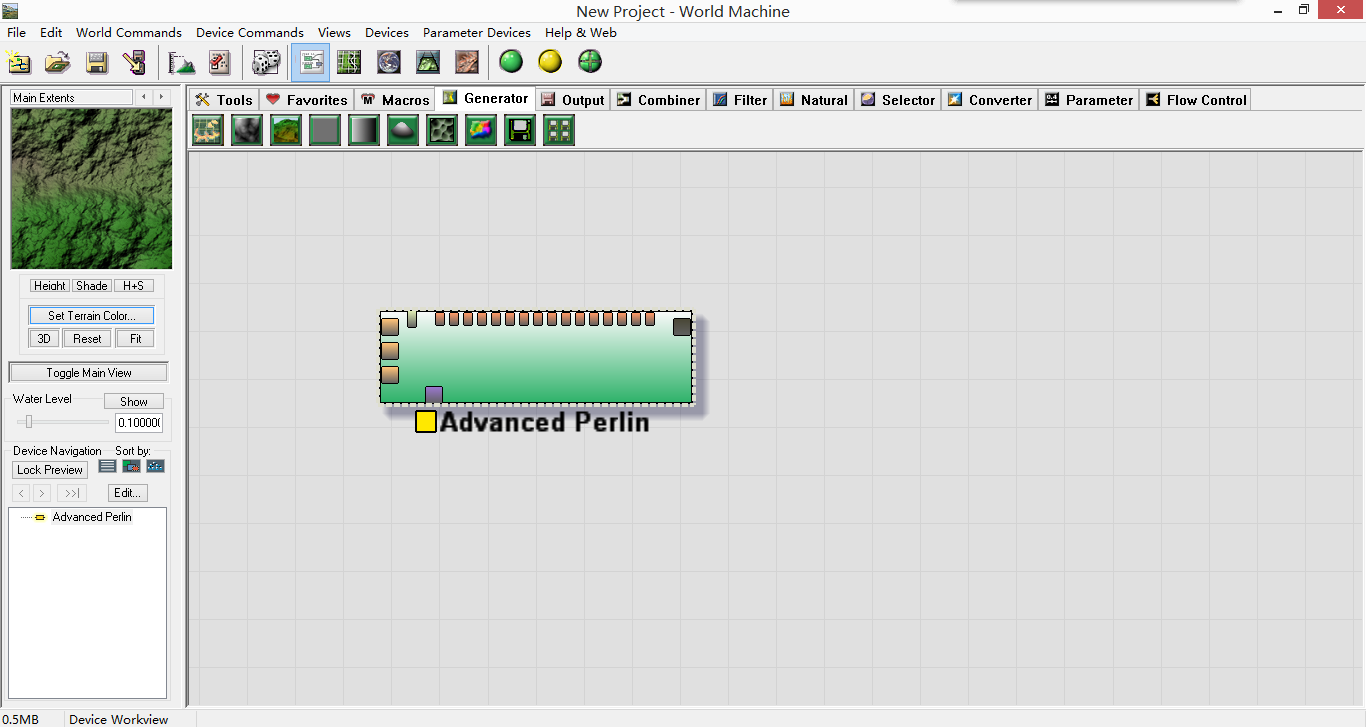 New Project - World Machine
File Edit World Commands Device Commands Views Devices Parameter Devices Help & Web
Main Extents
Tools Favorites Macros Generator Output Combiner Filter Natural Selector Converter Parameter Flow Control
Height Shade H+S
Set Terrain Color...
3D Reset Fit
Toggle Main View
Water Level Show
0.10000(
Device Navigation Sort by:
Lock Preview
< > >>| Edit...
Advanced Perlin
Advanced Perlin
0.5MB Device Workview